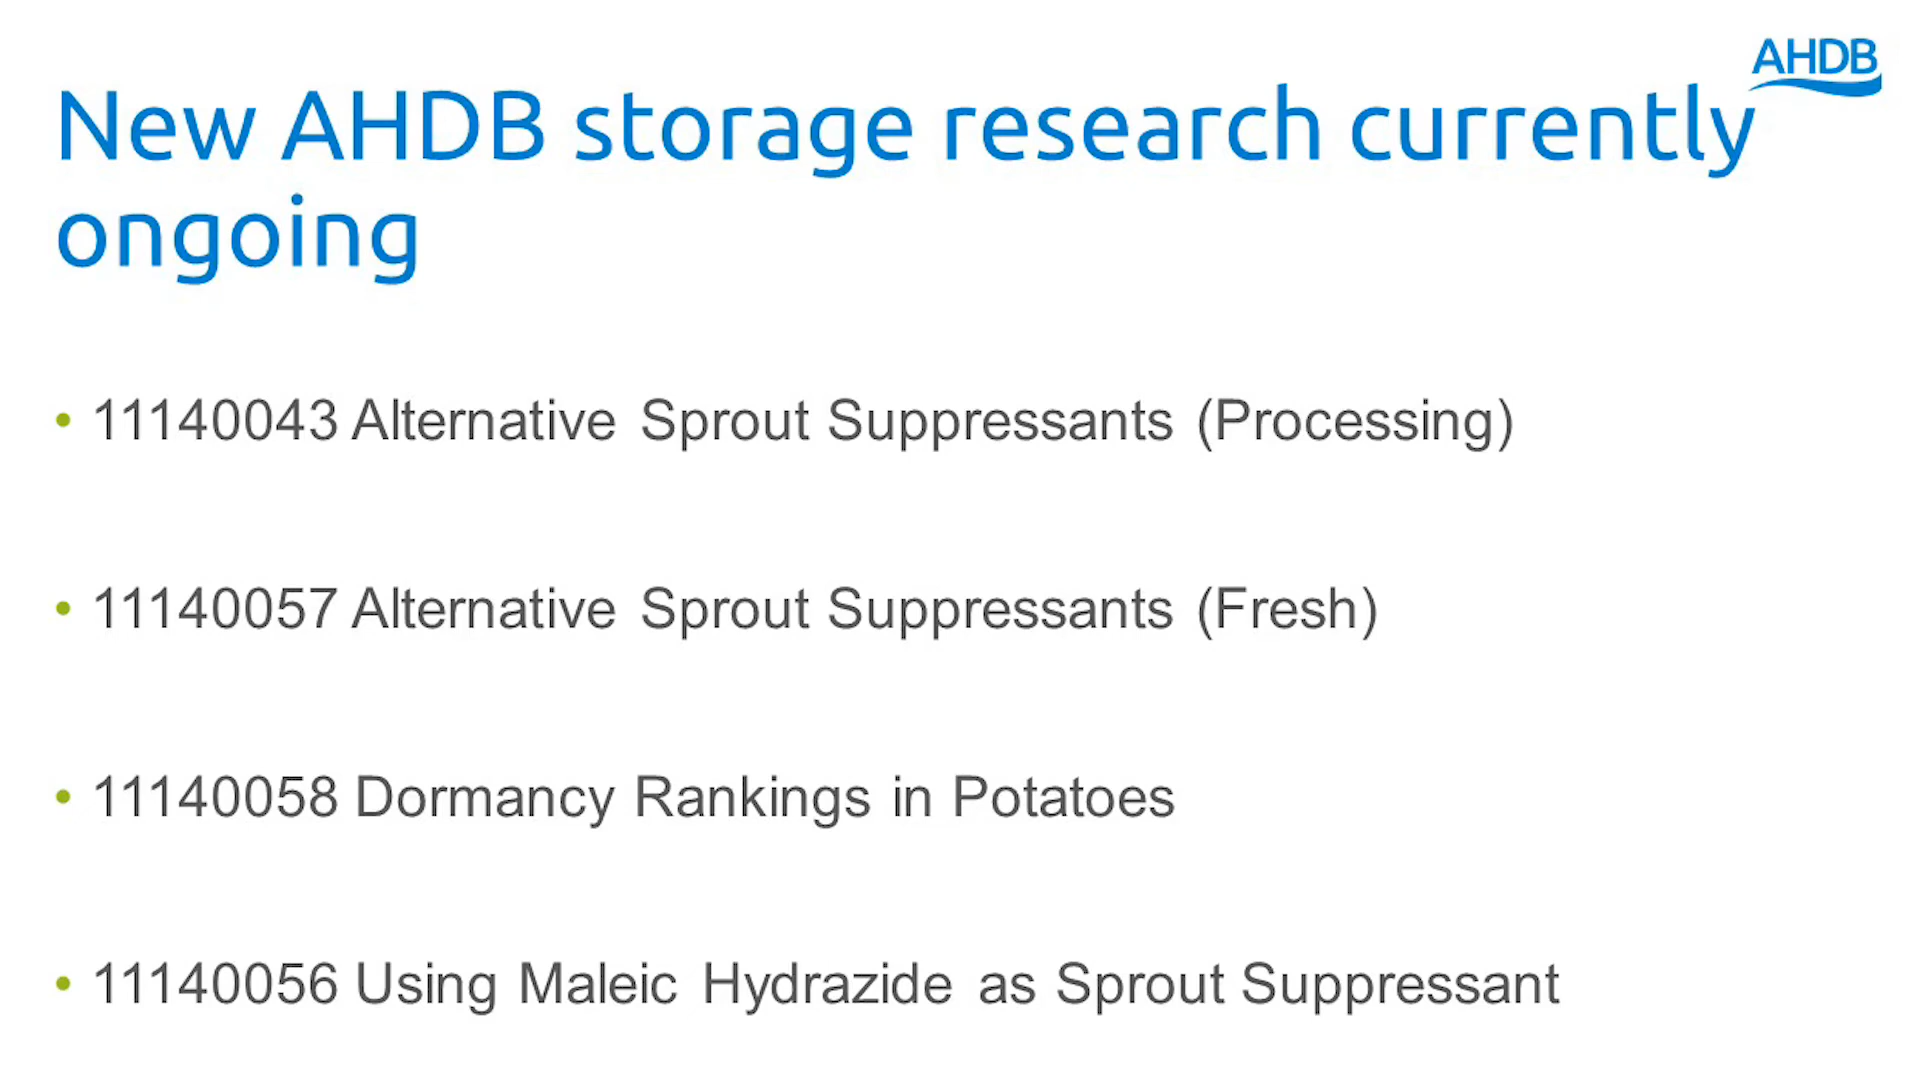 AHDB
New AHDB storage research currently
ongoing
• 11140043 Alternative Sprout Suppressants (Processing)
• 11140057 Alternative Sprout Suppressants (Fresh)
• 11140058 Dormancy Rankings in Potatoes
• 11140056 Using Maleic Hydrazide as Sprout Suppressant